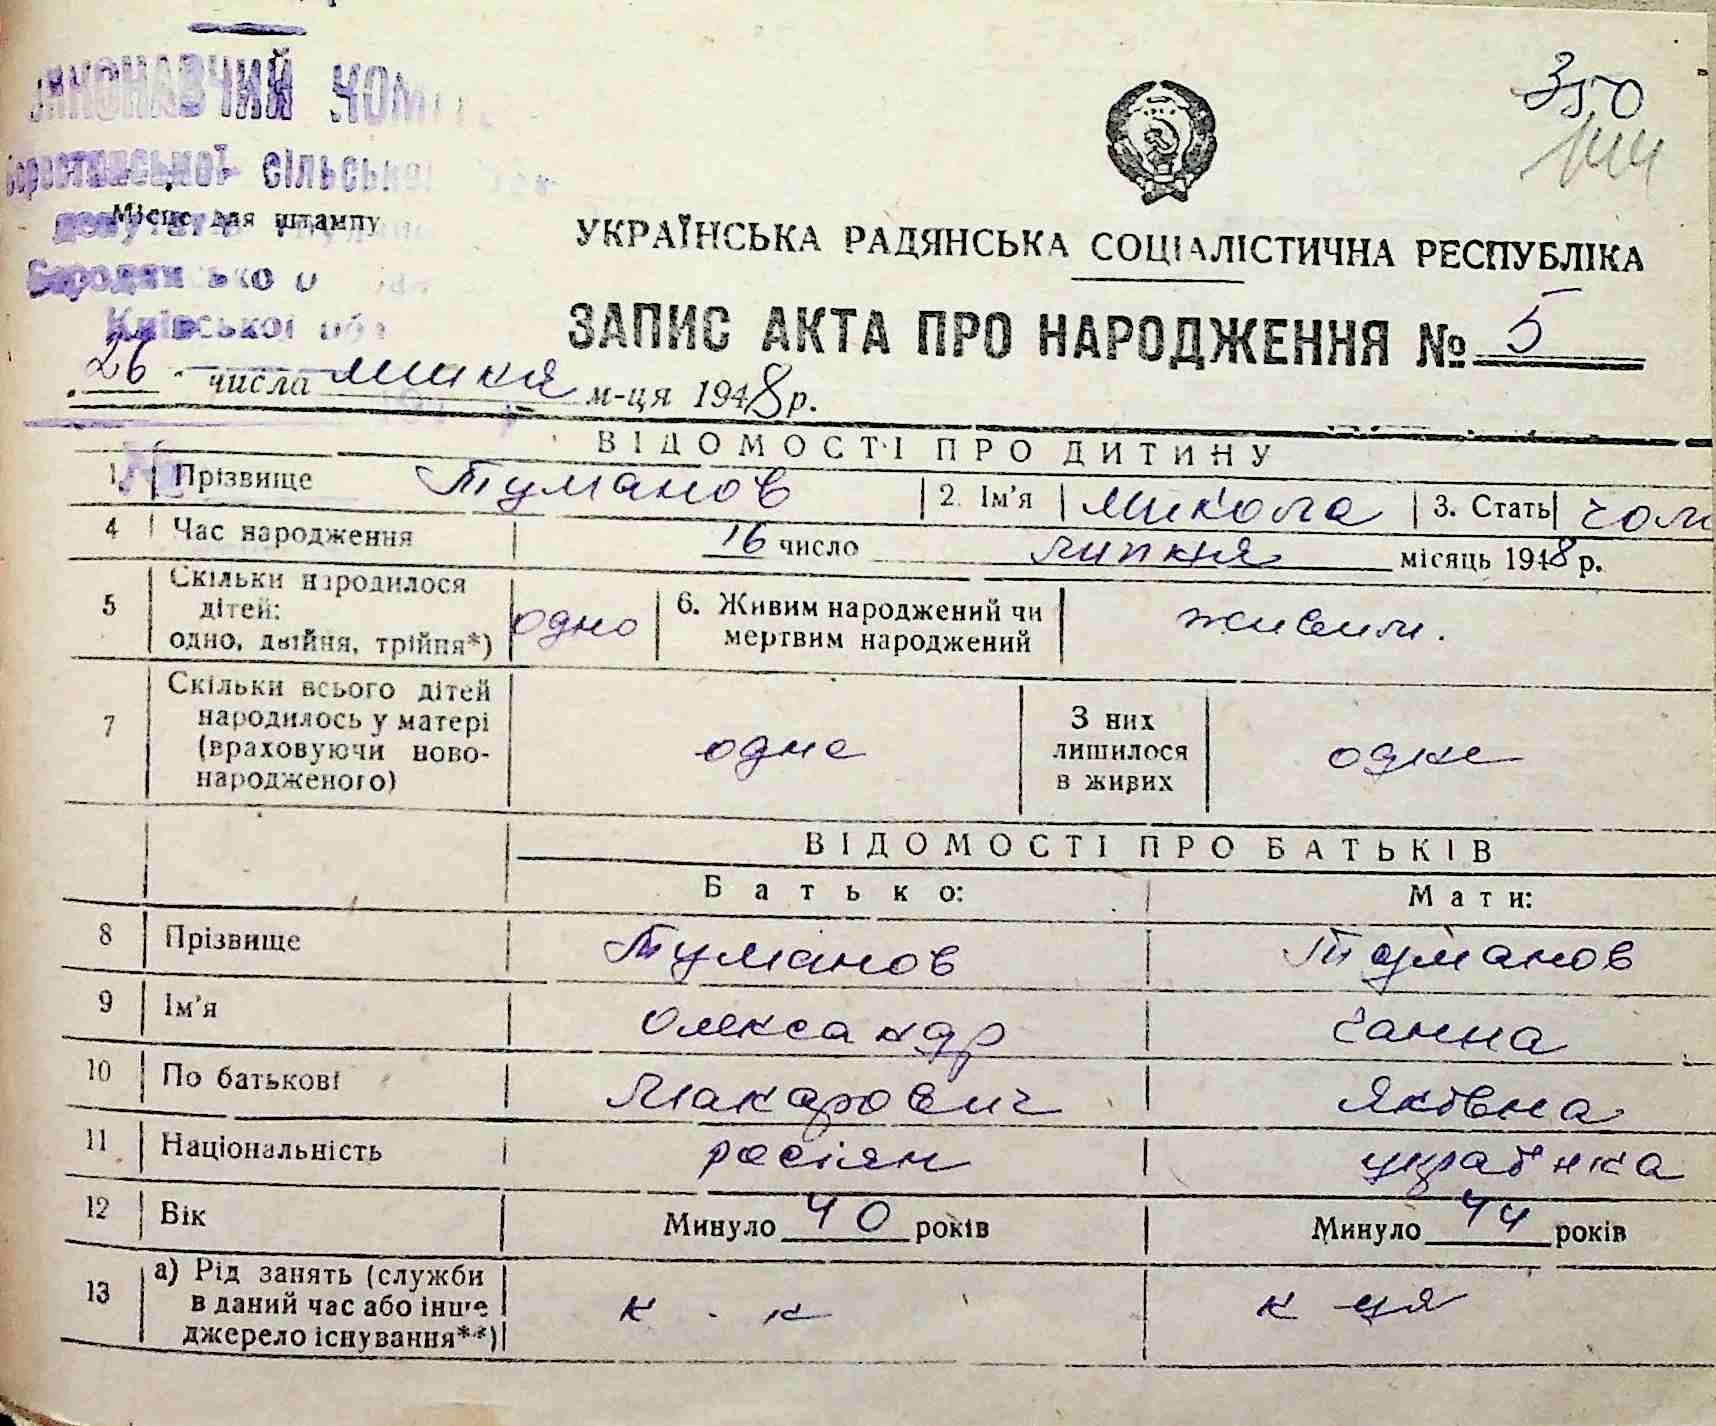 ВИКОНАВЧИЙ КОМІ
сільсько
Місце для штампу
депутатів
Бородянсько
Київської обл
350
УКРАЇНСЬКА РАДЯНСЬКА СОЦІАЛІСТИЧНА РЕСПУБЛІКА
ЗАПИС АКТА ПРО НАРОДЖЕННЯ № 5
„26“ числа липня м-ця 1948 р.
ВІДОМОСТІ ПРО ДИТИНУ
1 Прізвище Туманов 2. Ім'я Микола 3. Стать чол
4 Час народження 16 число липня місяць 1948 р.
5 Скільки народилося
дітей:
одно, двійня, трійня*) одно 6. Живим народжений чи
мертвим народжений живим.
7 Скільки всього дітей
народилось у матері
(враховуючи ново-
народженого) одне З них
лишилося
в живих одне
ВІДОМОСТІ ПРО БАТЬКІВ
Батько: Мати:
8 Прізвище Туманов Туманов
9 Ім'я Олександр Ганна
10 По батькові Макарович Яківна
11 Національність росіян українка
12 Вік Минуло 40 років Минуло 44 років
13 а) Рід занять (служби
в даний час або інше
джерело існування**) к-к к-ця